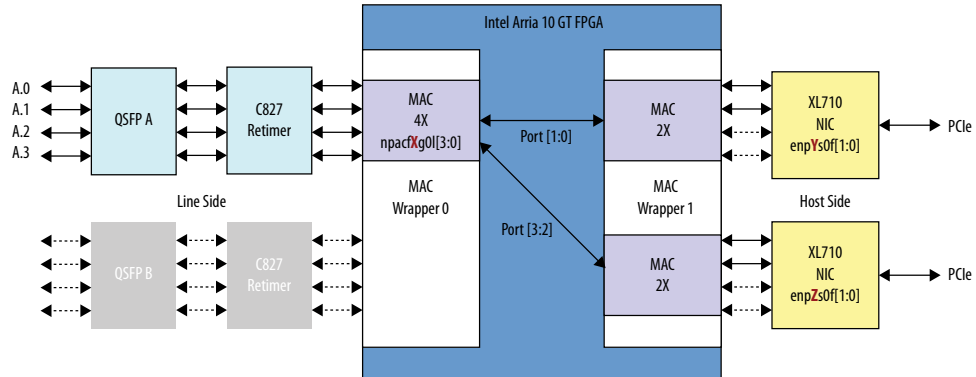 Intel Arria 10 GT FPGA
A.0
A.1
A.2
A.3
QSFP A
C827
Retimer
MAC
4X
npacfXg0l[3:0]
Port [1:0]
MAC
2X
XL710
NIC
enpYs0f[1:0]
PCIe
Line Side
MAC
Wrapper 0
Port [3:2]
MAC
Wrapper 1
Host Side
QSFP B
C827
Retimer
MAC
2X
XL710
NIC
enpZs0f[1:0]
PCIe